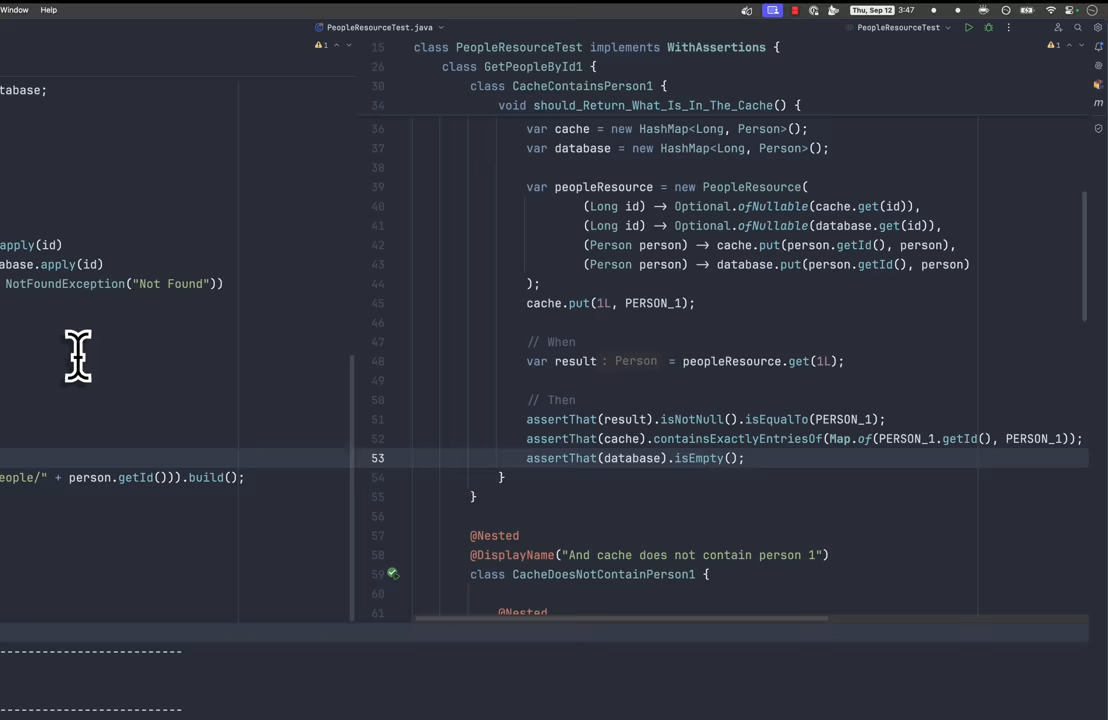 Window Help
Thu, Sep 12 3:47
PeopleResourceTest.java
PeopleResourceTest
1
1
tabase;
apply(id)
abase.apply(id)
NotFoundException("Not Found"))
eople/" + person.getId())).build();
---------------------------
---------------------------
15 class PeopleResourceTest implements WithAssertions {
26 class GetPeopleById1 {
30 class CacheContainsPerson1 {
34 void should_Return_What_Is_In_The_Cache() {
36 var cache = new HashMap<Long, Person>();
37 var database = new HashMap<Long, Person>();
38
39 var peopleResource = new PeopleResource(
40 (Long id) → Optional.ofNullable(cache.get(id)),
41 (Long id) → Optional.ofNullable(database.get(id)),
42 (Person person) → cache.put(person.getId(), person),
43 (Person person) → database.put(person.getId(), person)
44 );
45 cache.put(1L, PERSON_1);
46
47 // When
48 var result : Person = peopleResource.get(1L);
49
50 // Then
51 assertThat(result).isNotNull().isEqualTo(PERSON_1);
52 assertThat(cache).containsExactlyEntriesOf(Map.of(PERSON_1.getId(), PERSON_1));
53 assertThat(database).isEmpty();
54 }
55 }
56
57 @Nested
58 @DisplayName("And cache does not contain person 1")
59 class CacheDoesNotContainPerson1 {
60
61 @Nested
m